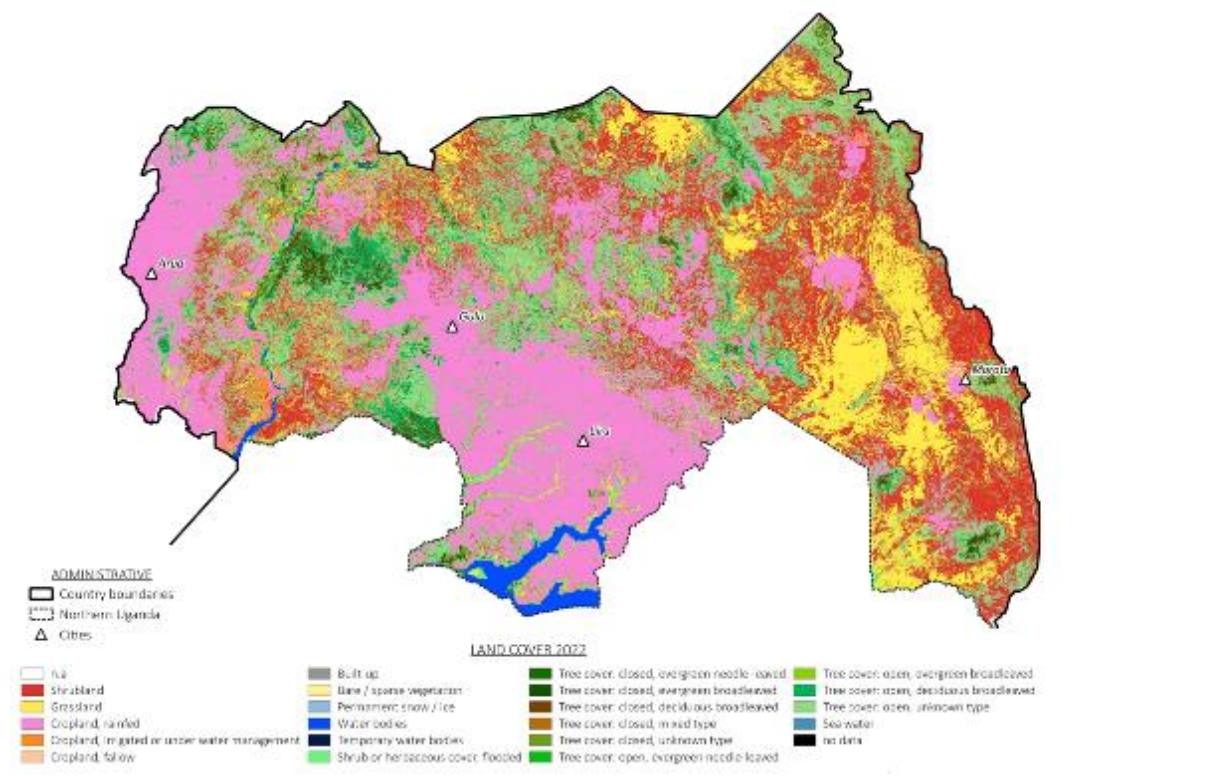 Arua
Gulu
Moroto
Lira
ADMINISTRATIVE
Country boundaries
Northern Uganda
Cities
LAND COVER 2022
n.a
Shrubland
Grassland
Cropland, rainfed
Cropland, irrigated or under water management
Cropland, fallow
Built up
Bare / sparse vegetation
Permanent snow / ice
Water bodies
Temporary water bodies
Shrub or herbaceous cover, flooded
Tree cover: closed, evergreen needle-leaved
Tree cover: closed, evergreen broadleaved
Tree cover: closed, deciduous broadleaved
Tree cover: closed, mixed type
Tree cover: closed, unknown type
Tree cover: open, evergreen needle-leaved
Tree cover: open, evergreen broadleaved
Tree cover: open, deciduous broadleaved
Tree cover: open, unknown type
Sea water
no data